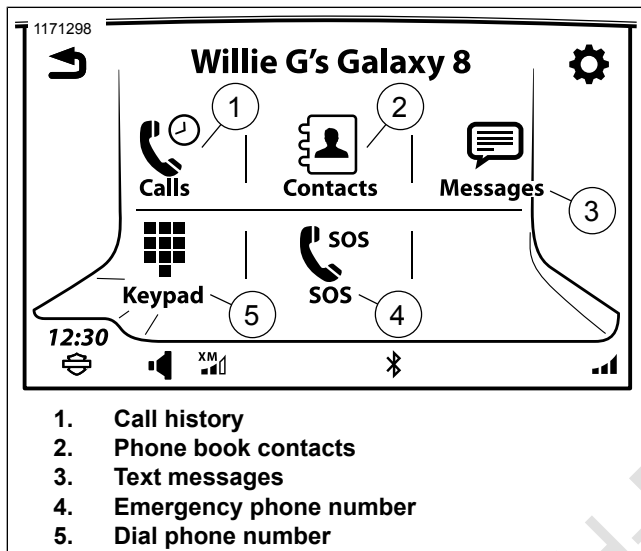 1171298
Willie G's Galaxy 8
1
2
Calls
Contacts
Messages
3
SOS
Keypad
SOS
5
4
12:30
XM
1. Call history
2. Phone book contacts
3. Text messages
4. Emergency phone number
5. Dial phone number